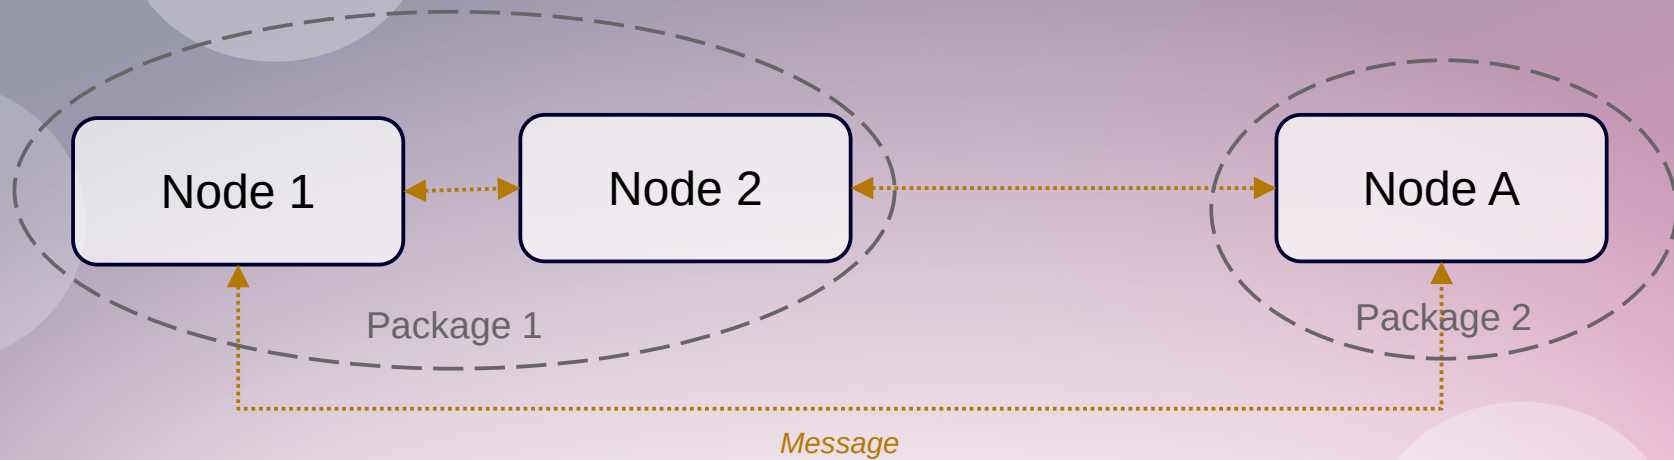 Node 1
Node 2
Node A
Package 1
Package 2
Message